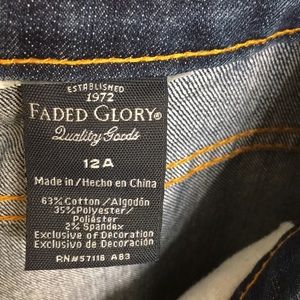 ESTABLISHED
1972
FADED GLORY®
Quality Goods
12A
Made in/Hecho en China
63% Cotton/Algodón
35% Polyester/
Poliéster
2% Spandex
Exclusive of Decoration
Exclusivo de Decoración
RN#57116 A83